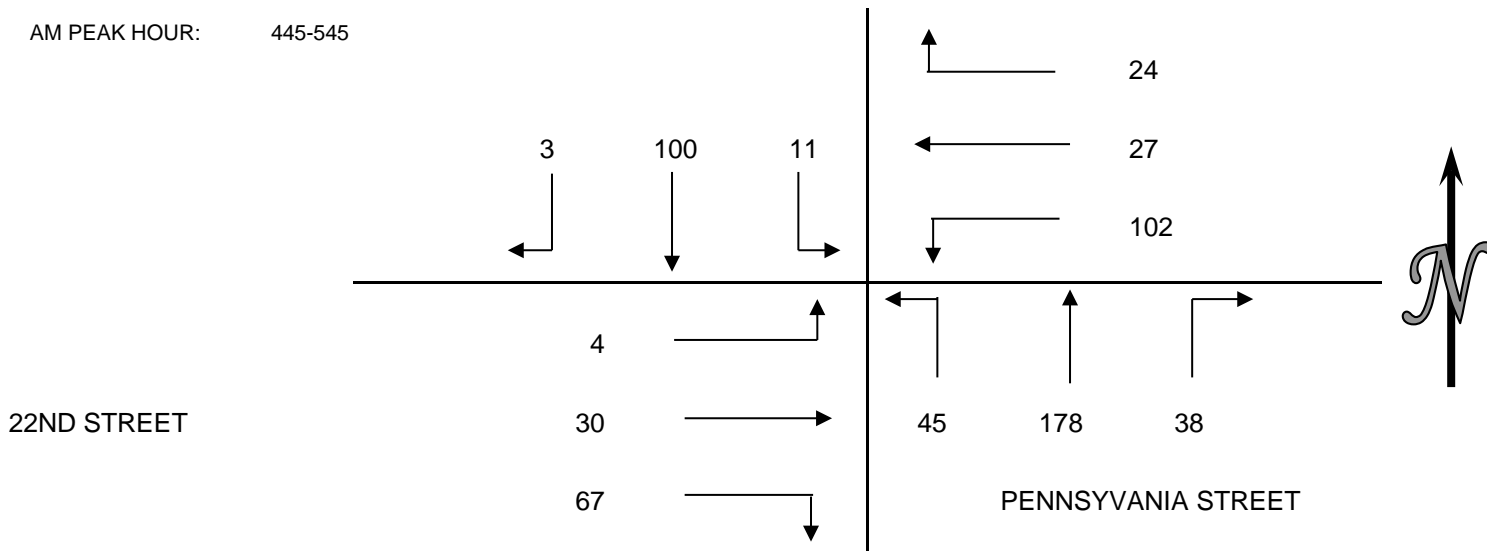 AM PEAK HOUR: 445-545
24
3 100 11 27
102
4
22ND STREET 30 45 178 38
67 PENNSYVANIA STREET
N